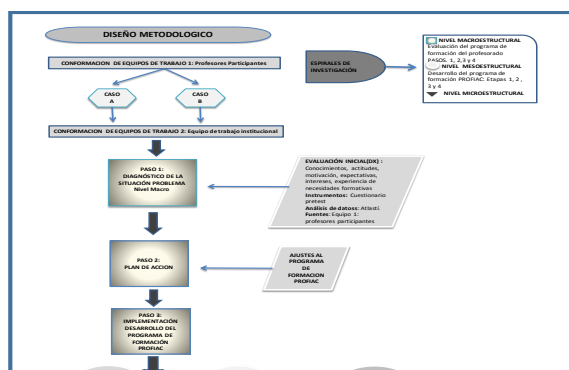 DISEÑO METODOLOGICO
CONFORMACION DE EQUIPOS DE TRABAJO 1: Profesores Participantes
CASO
A
CASO
B
CONFORMACION DE EQUIPOS DE TRABAJO 2: Equipo de trabajo institucional
ESPIRALES DE
INVESTIGACIÓN
NIVEL MACROESTRUCTURAL
Evaluación del programa de
formación del profesorado
PASOS. 1, 2,3 y 4
NIVEL MESOESTRUCTURAL
Desarrollo del programa de
formación PROFIAC: Etapas 1, 2 ,
3 y 4
NIVEL MICROESTRUCTURAL
PASO 1:
DIAGNÓSTICO DE LA
SITUACIÓN PROBLEMA
Nivel Macro
EVALUACIÓN INICIAL(DX) :
Conocimientos, actitudes,
motivación, expectativas,
intereses, experiencia de
necesidades formativas
Instrumentos: Cuestionario
pretest
Análisis de datoss: Atlasti.
Fuentes: Equipo 1:
profesores participantes
PASO 2:
PLAN DE ACCION
AJUSTES AL
PROGRAMA
DE
FORMACION
PROFIAC
PASO 3:
IMPLEMENTACIÓN
DESARROLLO DEL
PROGRAMA DE
FORMACIÓN
PROFIAC